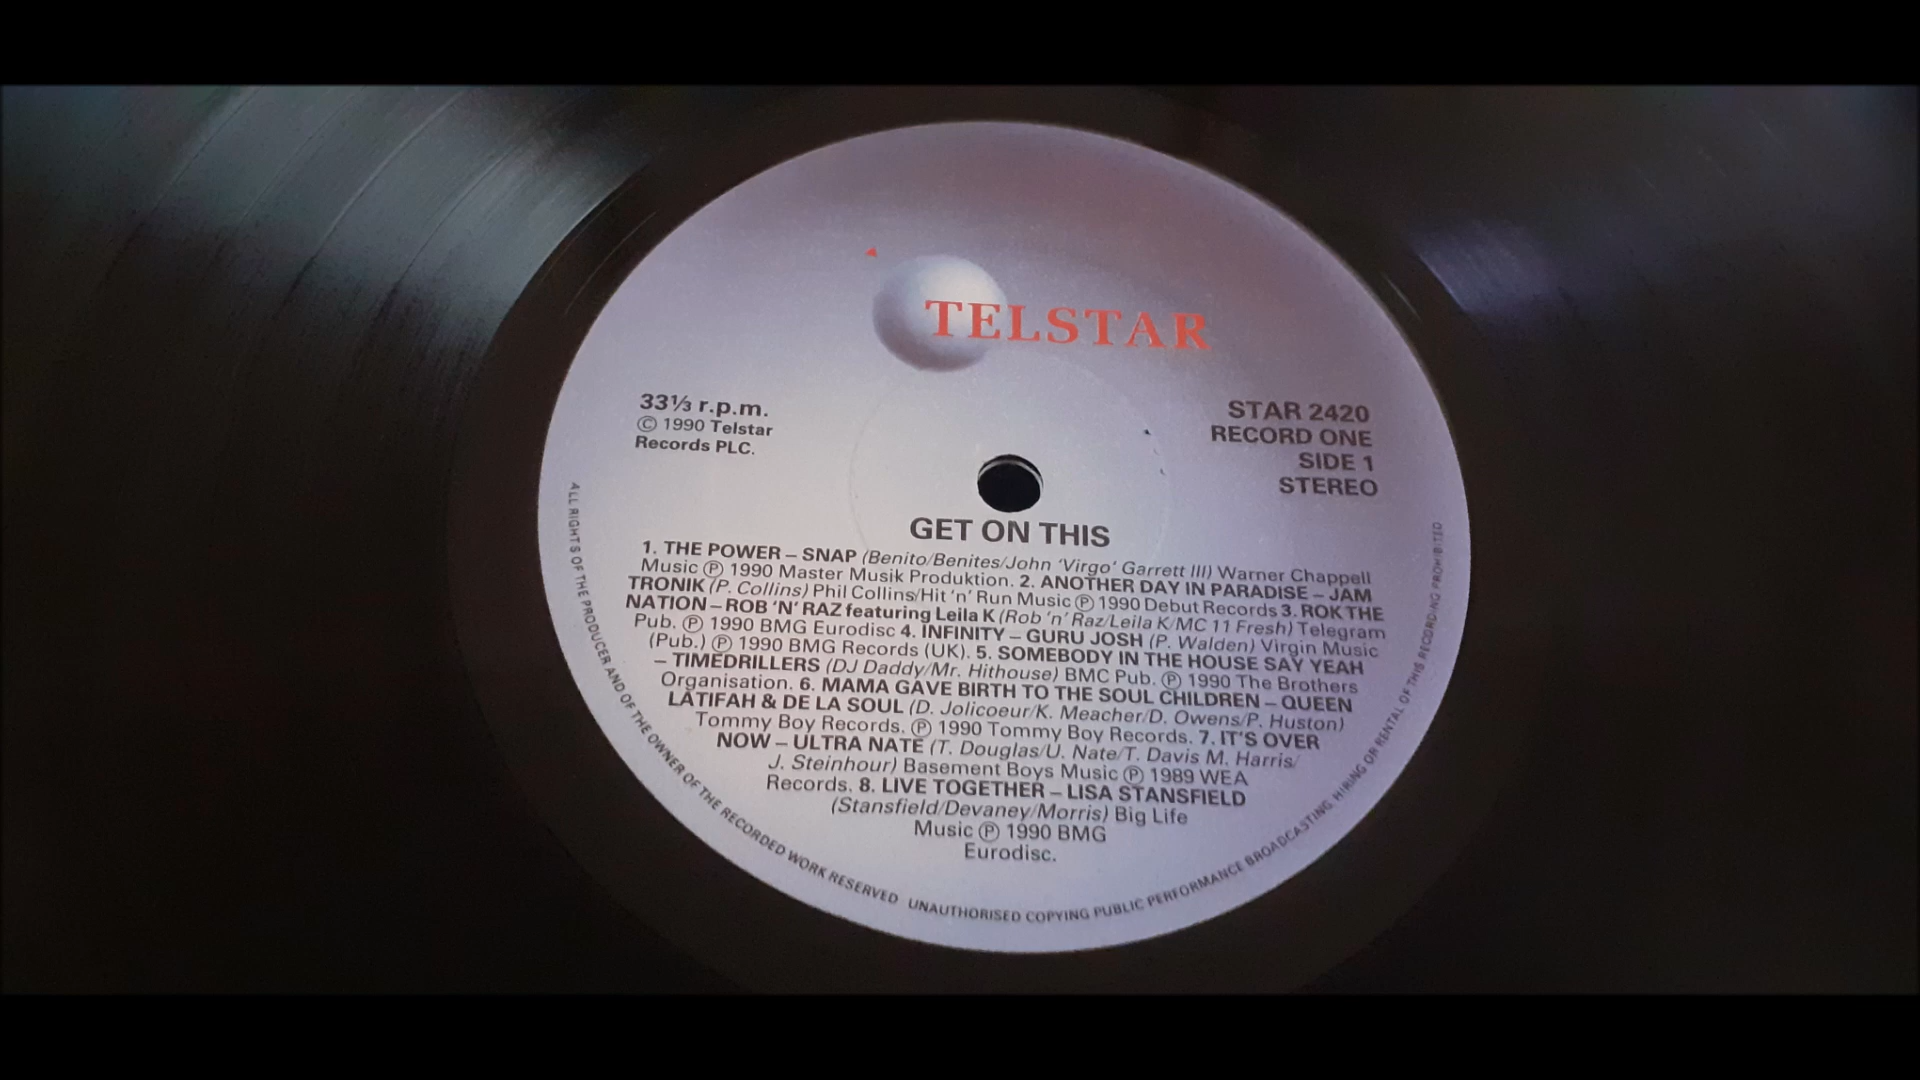 TELSTAR
33⅓ r.p.m.
© 1990 Telstar
Records PLC.
STAR 2420
RECORD ONE
SIDE 1
STEREO
GET ON THIS
1. THE POWER – SNAP (Benito/Benites/John ‘Virgo’ Garrett III) Warner Chappell
Music ℗ 1990 Master Musik Produktion. 2. ANOTHER DAY IN PARADISE – JAM
TRONIK (P. Collins) Phil Collins/Hit ‘n’ Run Music ℗ 1990 Debut Records 3. ROK THE
NATION – ROB ‘N’ RAZ featuring Leila K (Rob ‘n’ Raz/Leila K/MC 11 Fresh) Telegram
Pub. ℗ 1990 BMG Eurodisc 4. INFINITY – GURU JOSH (P. Walden) Virgin Music
(Pub.) ℗ 1990 BMG Records (UK). 5. SOMEBODY IN THE HOUSE SAY YEAH
– TIMEDRILLERS (DJ Daddy/Mr. Hithouse) BMC Pub. ℗ 1990 The Brothers
Organisation. 6. MAMA GAVE BIRTH TO THE SOUL CHILDREN – QUEEN
LATIFAH & DE LA SOUL (D. Jolicoeur/K. Meacher/D. Owens/P. Huston)
Tommy Boy Records. ℗ 1990 Tommy Boy Records. 7. IT’S OVER
NOW – ULTRA NATE (T. Douglas/U. Nate/T. Davis M. Harris/
J. Steinhour) Basement Boys Music ℗ 1989 WEA
Records. 8. LIVE TOGETHER – LISA STANSFIELD
(Stansfield/Devaney/Morris) Big Life
Music ℗ 1990 BMG
Eurodisc.
ALL RIGHTS OF THE PRODUCER AND OF THE OWNER OF THE RECORDED WORK RESERVED UNAUTHORISED COPYING PUBLIC PERFORMANCE BROADCASTING HIRING OR RENTAL OF THIS RECORDING PROHIBITED